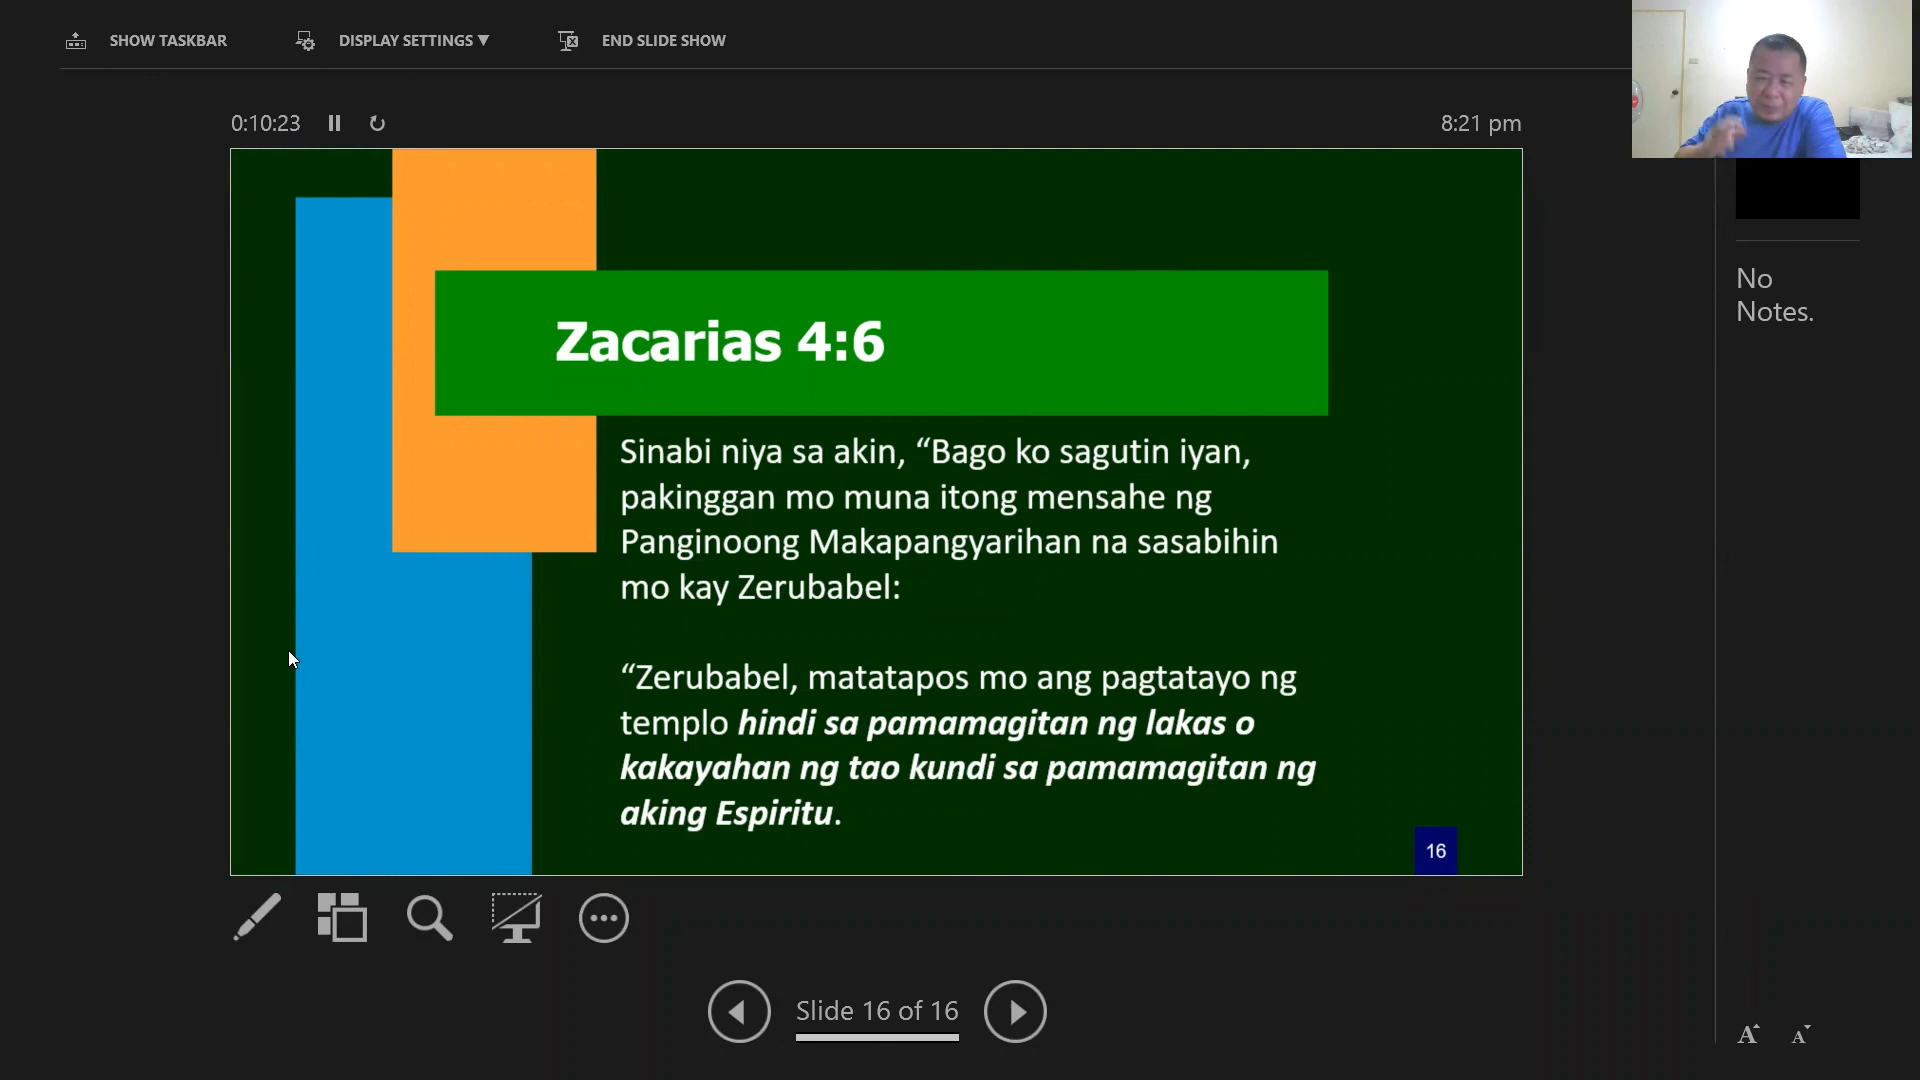 SHOW TASKBAR
DISPLAY SETTINGS ▼
END SLIDE SHOW
0:10:23
8:21 pm
Zacarias 4:6
Sinabi niya sa akin, “Bago ko sagutin iyan,
pakinggan mo muna itong mensahe ng
Panginoong Makapangyarihan na sasabihin
mo kay Zerubabel:
“Zerubabel, matatapos mo ang pagtatayo ng
templo hindi sa pamamagitan ng lakas o
kakayahan ng tao kundi sa pamamagitan ng
aking Espiritu.
16
No
Notes.
Slide 16 of 16
A A